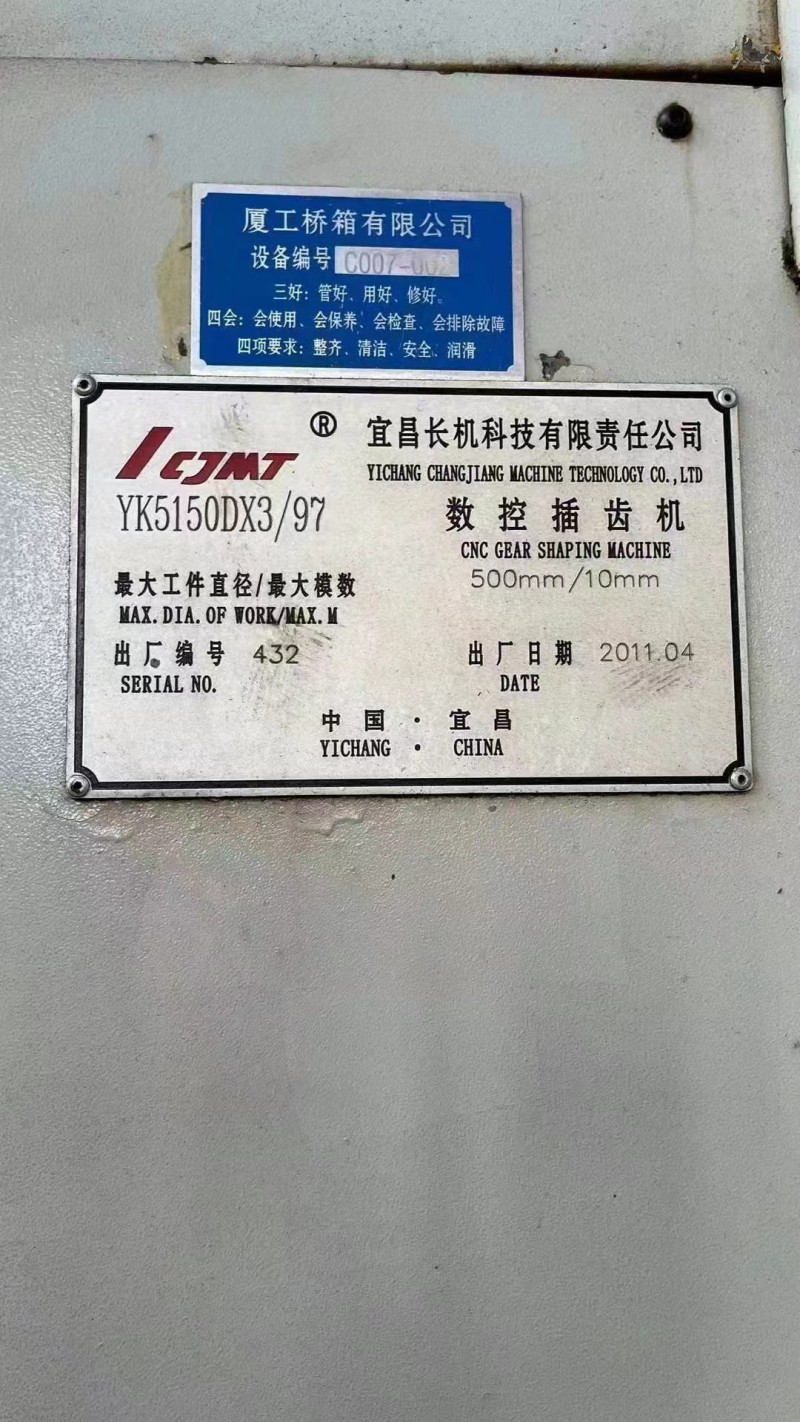 厦工桥箱有限公司
设备编号 C007-002
三好：管好、用好、修好。
四会：会使用、会保养、会检查、会排除故障
四项要求：整齐、清洁、安全、润滑
CJMT ® 宜昌长机科技有限责任公司
YICHANG CHANGJIANG MACHINE TECHNOLOGY CO.,LTD
YK5150DX3/97 数控插齿机
CNC GEAR SHAPING MACHINE
最大工件直径/最大模数 500mm/10mm
MAX.DIA.OF WORK/MAX.M
出厂编号 432 出厂日期 2011.04
SERIAL NO. DATE
中国·宜昌
YICHANG · CHINA